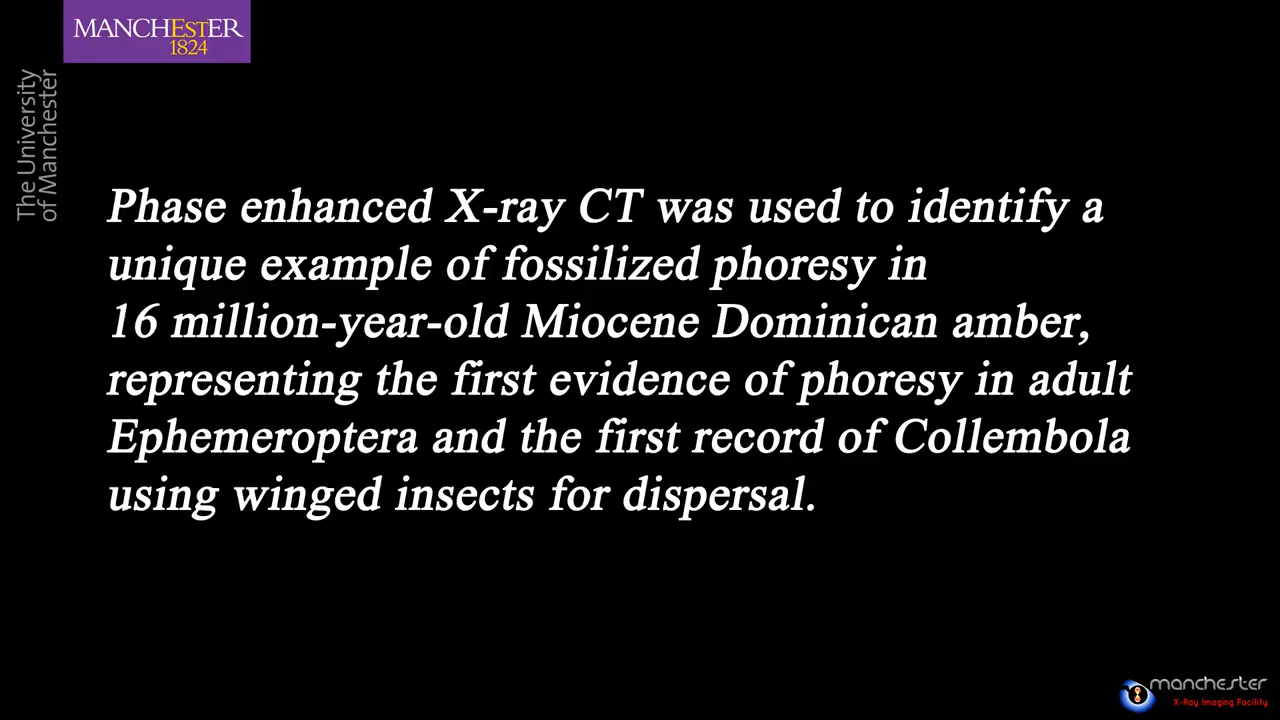 MANCHEstER
1824
The University
of Manchester
Phase enhanced X-ray CT was used to identify a
unique example of fossilized phoresy in
16 million-year-old Miocene Dominican amber,
representing the first evidence of phoresy in adult
Ephemeroptera and the first record of Collembola
using winged insects for dispersal.
manchester
X-Ray Imaging Facility